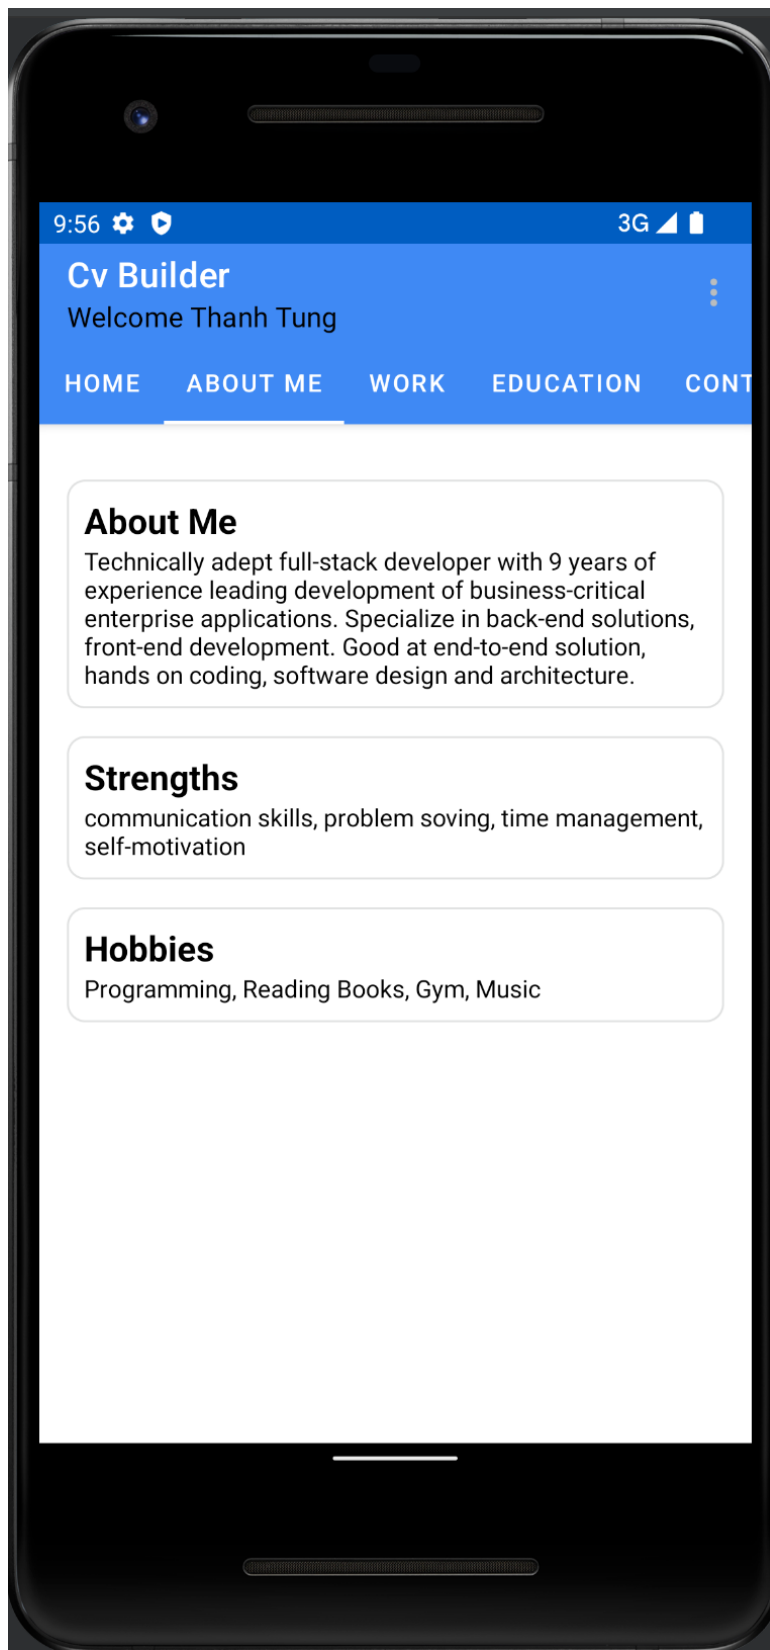 9:56
3G
Cv Builder
Welcome Thanh Tung
HOME ABOUT ME WORK EDUCATION CONT
About Me
Technically adept full-stack developer with 9 years of
experience leading development of business-critical
enterprise applications. Specialize in back-end solutions,
front-end development. Good at end-to-end solution,
hands on coding, software design and architecture.
Strengths
communication skills, problem soving, time management,
self-motivation
Hobbies
Programming, Reading Books, Gym, Music